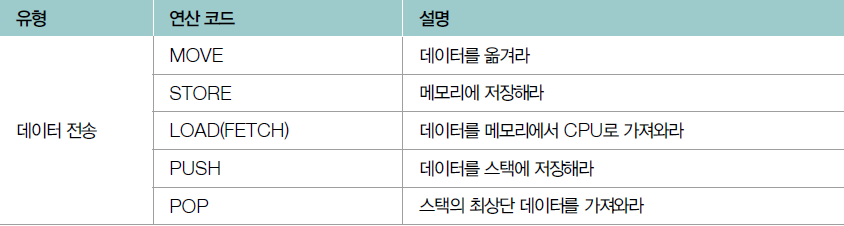 유형 연산 코드 설명
MOVE 데이터를 옮겨라
STORE 메모리에 저장해라
데이터 전송 LOAD(FETCH) 데이터를 메모리에서 CPU로 가져와라
PUSH 데이터를 스택에 저장해라
POP 스택의 최상단 데이터를 가져와라